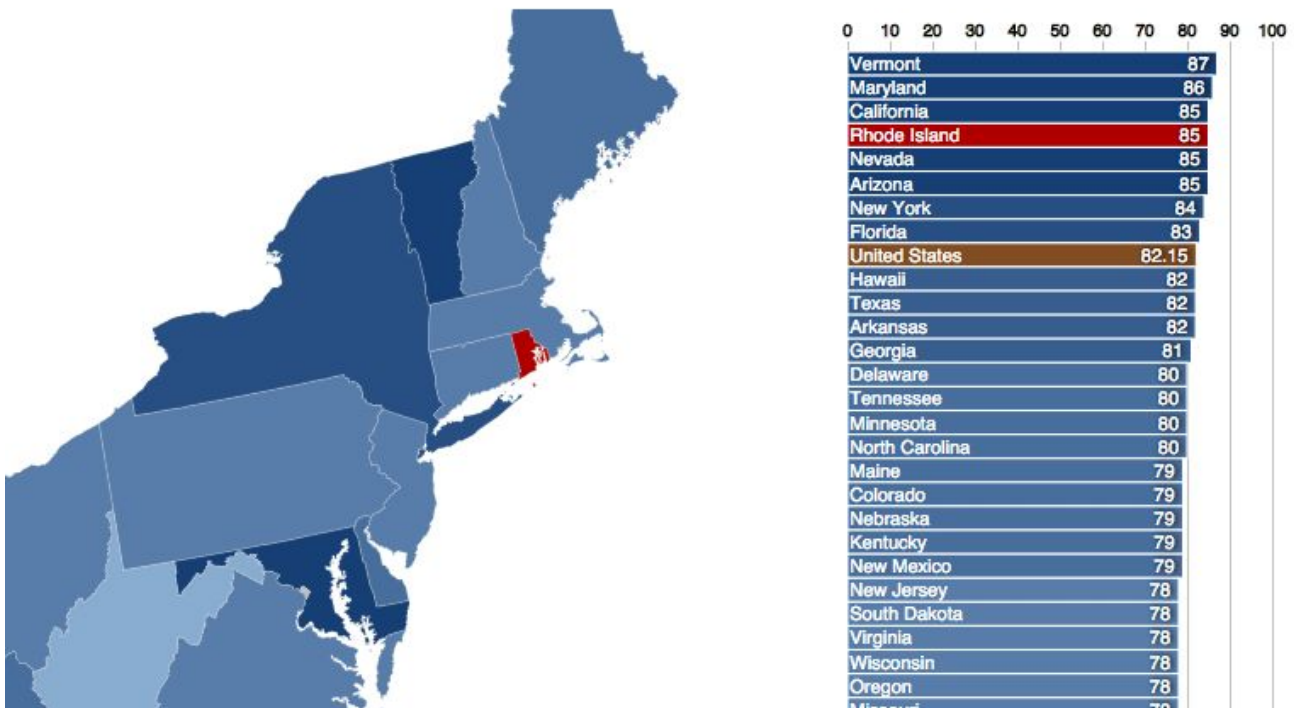 0 10 20 30 40 50 60 70 80 90 100
Vermont 87
Maryland 86
California 85
Rhode Island 85
Nevada 85
Arizona 85
New York 84
Florida 83
United States 82.15
Hawaii 82
Texas 82
Arkansas 82
Georgia 81
Delaware 80
Tennessee 80
Minnesota 80
North Carolina 80
Maine 79
Colorado 79
Nebraska 79
Kentucky 79
New Mexico 79
New Jersey 78
South Dakota 78
Virginia 78
Wisconsin 78
Oregon 78